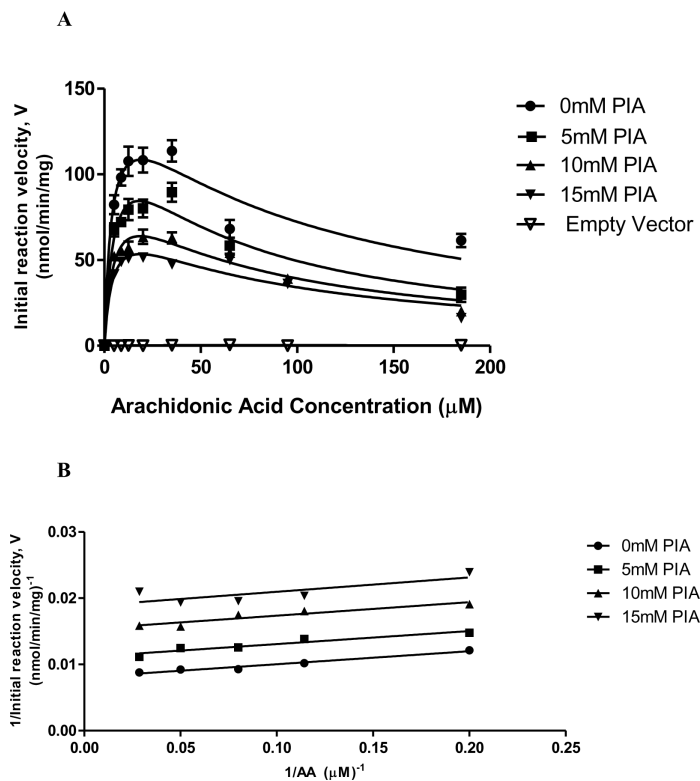 A
Initial reaction velocity, V
(nmol/min/mg)
150
100
50
0
0
50
100
150
200
Arachidonic Acid Concentration (µM)
0mM PIA
5mM PIA
10mM PIA
15mM PIA
Empty Vector
B
1/Initial reaction velocity, V
(nmol/min/mg)⁻¹
0.03
0.02
0.01
0.00
0.00
0.05
0.10
0.15
0.20
0.25
1/AA (µM)⁻¹
0mM PIA
5mM PIA
10mM PIA
15mM PIA